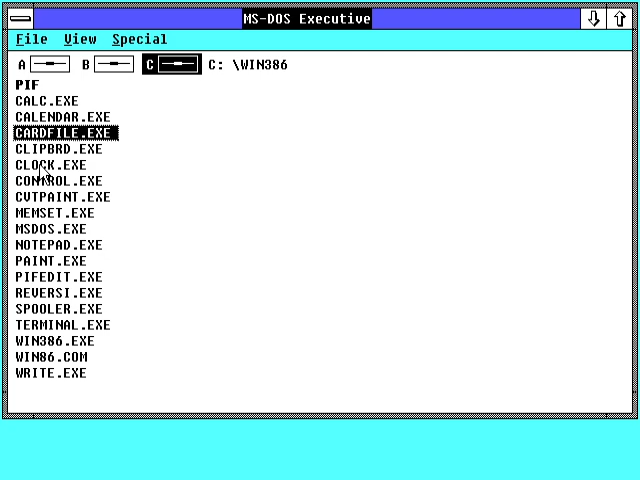 MS-DOS Executive
File View Special
A B C C: \WIN386
PIF
CALC.EXE
CALENDAR.EXE
CARDFILE.EXE
CLIPBRD.EXE
CLOCK.EXE
CONTROL.EXE
CVTPAINT.EXE
MEMSET.EXE
MSDOS.EXE
NOTEPAD.EXE
PAINT.EXE
PIFEDIT.EXE
REVERSI.EXE
SPOOLER.EXE
TERMINAL.EXE
WIN386.EXE
WIN86.COM
WRITE.EXE